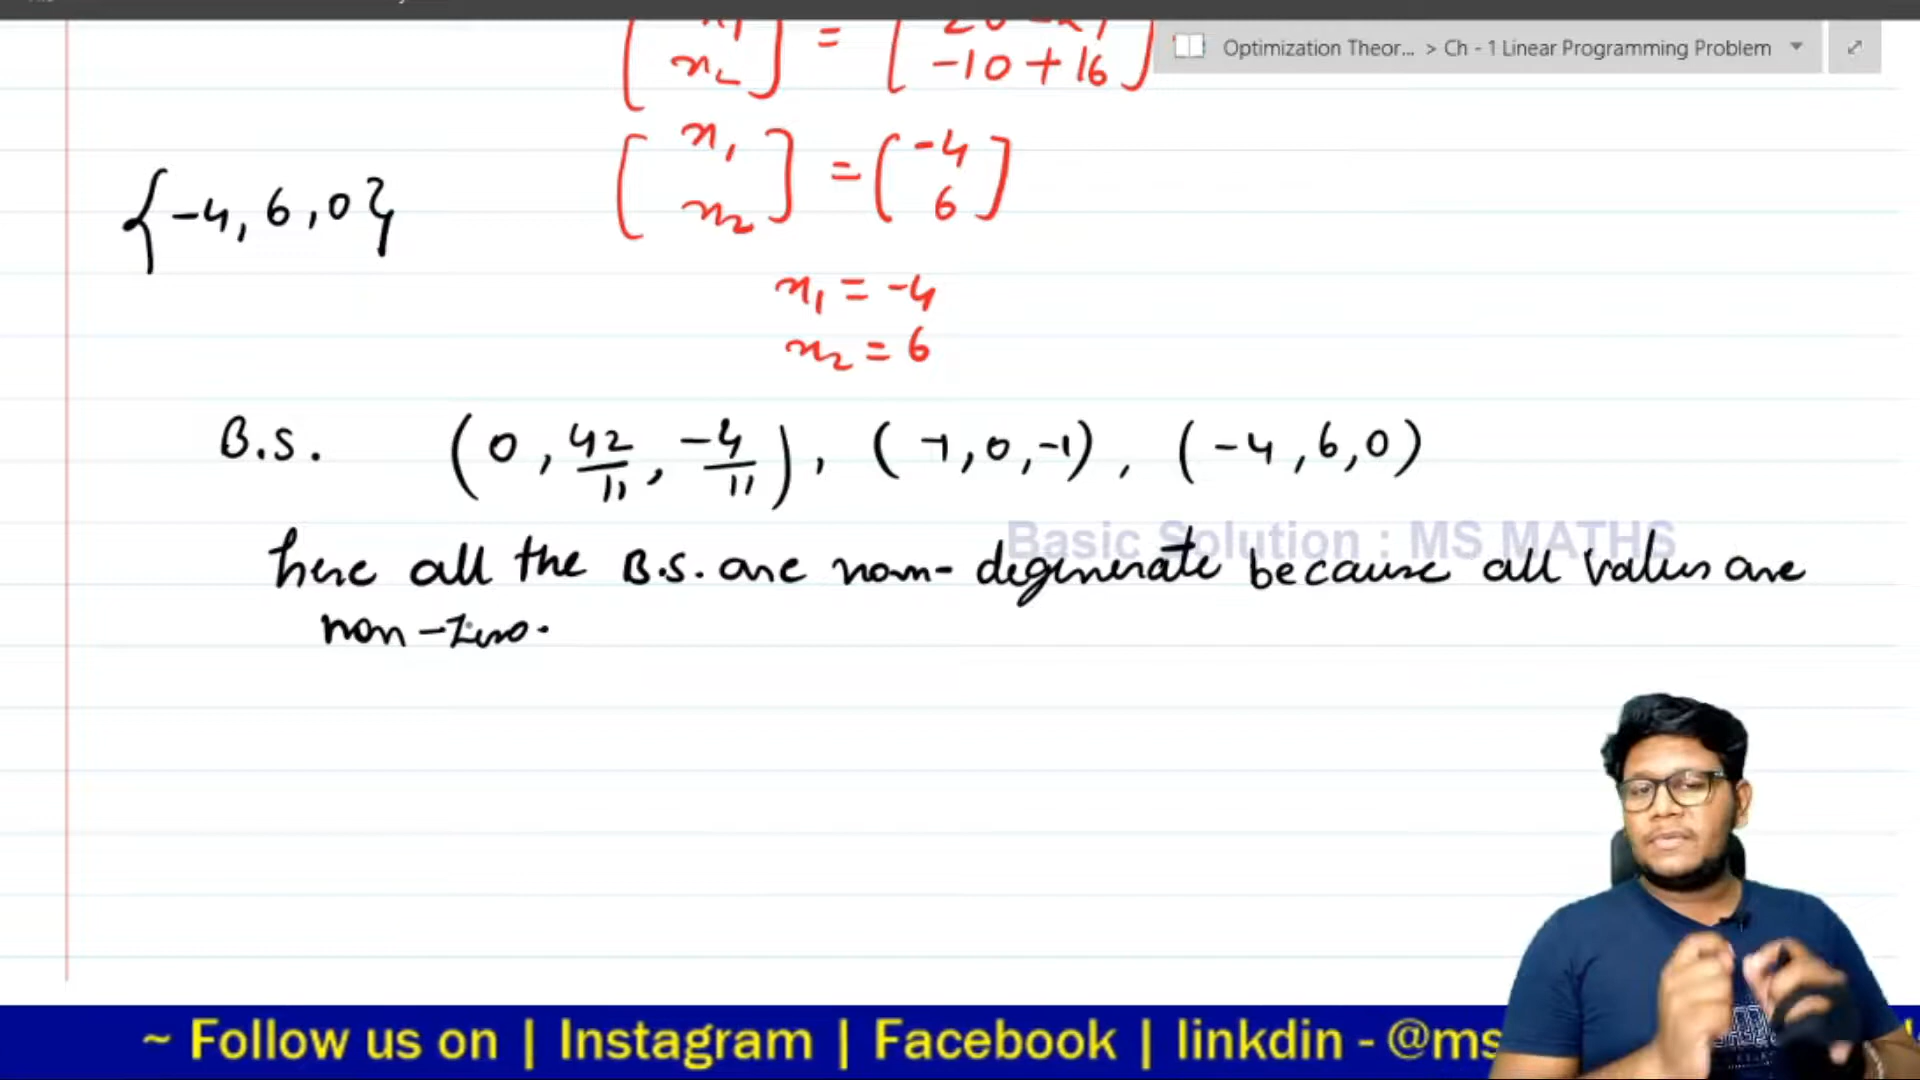 Optimization Theor... > Ch - 1 Linear Programming Problem
x2 = -10 + 16
[x1 x2] = [-4 6]
{-4, 6, 0}
x1 = -4
x2 = 6
B.S. (0, 42/11, -4/11), (7, 0, -1), (-4, 6, 0)
Basic Solution : MS MATHS
here all the B.S. are non-degenerate because all values are
non-zero.
~ Follow us on | Instagram | Facebook | linkdin - @ms